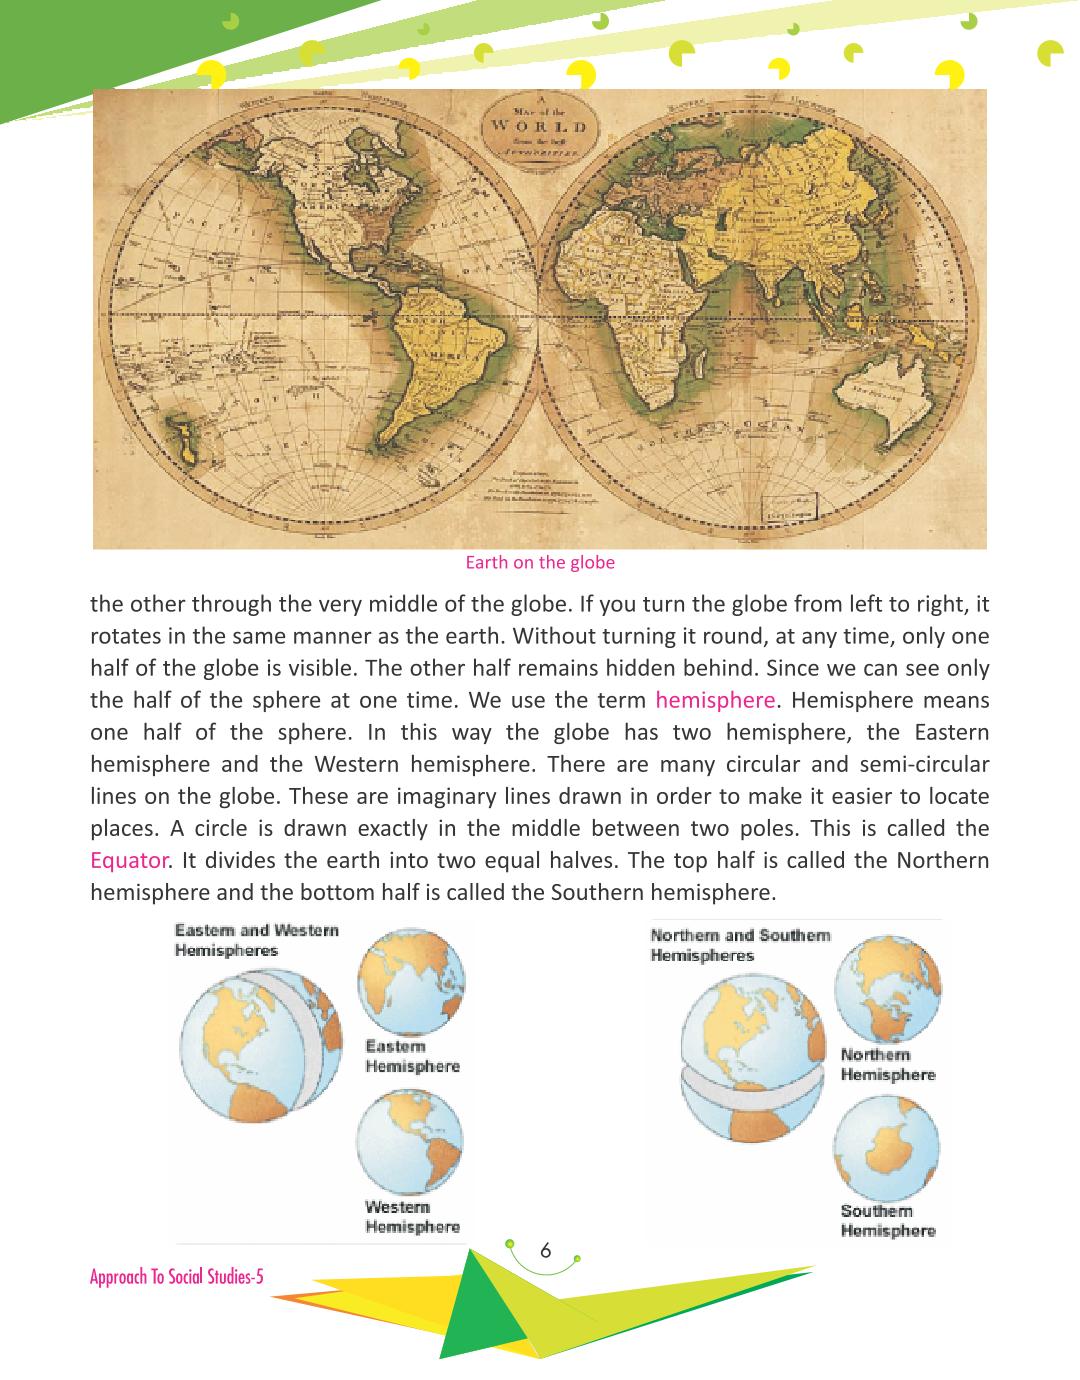 A
Map of the
WORLD
from the best
Authorities
WESTERN
EASTERN
PACIFIC
ATLANTIC
SOUTH
AMERICA
SOUTHERN OCEAN
Earth on the globe
the other through the very middle of the globe. If you turn the globe from left to right, it
rotates in the same manner as the earth. Without turning it round, at any time, only one
half of the globe is visible. The other half remains hidden behind. Since we can see only
the half of the sphere at one time. We use the term hemisphere. Hemisphere means
one half of the sphere. In this way the globe has two hemisphere, the Eastern
hemisphere and the Western hemisphere. There are many circular and semi-circular
lines on the globe. These are imaginary lines drawn in order to make it easier to locate
places. A circle is drawn exactly in the middle between two poles. This is called the
Equator. It divides the earth into two equal halves. The top half is called the Northern
hemisphere and the bottom half is called the Southern hemisphere.
Eastern and Western
Hemispheres
Eastern
Hemisphere
Western
Hemisphere
Northern and Southern
Hemispheres
Northern
Hemisphere
Southern
Hemisphere
6
Approach To Social Studies-5